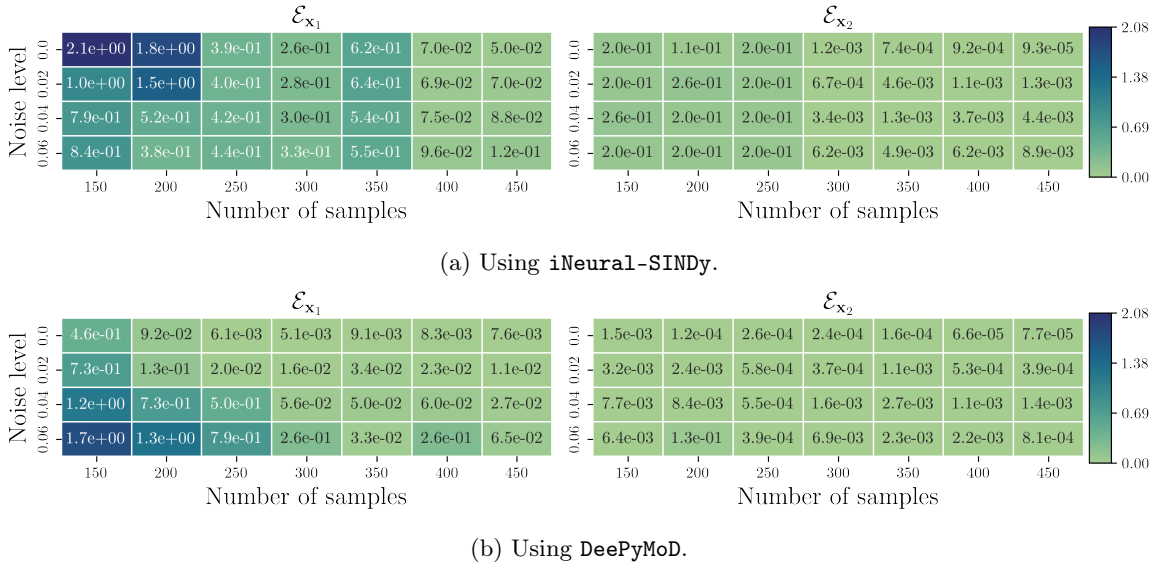 ℰx₁ ℰx₂
Noise level
0.0 2.1e+00 1.8e+00 3.9e-01 2.6e-01 6.2e-01 7.0e-02 5.0e-02 2.0e-01 1.1e-01 2.0e-01 1.2e-03 7.4e-04 9.2e-04 9.3e-05 2.08
0.02 1.0e+00 1.5e+00 4.0e-01 2.8e-01 6.4e-01 6.9e-02 7.0e-02 2.0e-01 2.6e-01 2.0e-01 6.7e-04 4.6e-03 1.1e-03 1.3e-03 1.38
0.04 7.9e-01 5.2e-01 4.2e-01 3.0e-01 5.4e-01 7.5e-02 8.8e-02 2.6e-01 2.0e-01 2.0e-01 3.4e-03 1.3e-03 3.7e-03 4.4e-03 0.69
0.06 8.4e-01 3.8e-01 4.4e-01 3.3e-01 5.5e-01 9.6e-02 1.2e-01 2.0e-01 2.0e-01 2.0e-01 6.2e-03 4.9e-03 6.2e-03 8.9e-03 0.00
150 200 250 300 350 400 450 150 200 250 300 350 400 450
Number of samples Number of samples
(a) Using iNeural-SINDy.
ℰx₁ ℰx₂
Noise level
0.0 4.6e-01 9.2e-02 6.1e-03 5.1e-03 9.1e-03 8.3e-03 7.6e-03 1.5e-03 1.2e-04 2.6e-04 2.4e-04 1.6e-04 6.6e-05 7.7e-05 2.08
0.02 7.3e-01 1.3e-01 2.0e-02 1.6e-02 3.4e-02 2.3e-02 1.1e-02 3.2e-03 2.4e-03 5.8e-04 3.7e-04 1.1e-03 5.3e-04 3.9e-04 1.38
0.04 1.2e+00 7.3e-01 5.0e-01 5.6e-02 5.0e-02 6.0e-02 2.7e-02 7.7e-03 8.4e-03 5.5e-04 1.6e-03 2.7e-03 1.1e-03 1.4e-03 0.69
0.06 1.7e+00 1.3e+00 7.9e-01 2.6e-01 3.3e-02 2.6e-01 6.5e-02 6.4e-03 1.3e-01 3.9e-04 6.9e-03 2.3e-03 2.2e-03 8.1e-04 0.00
150 200 250 300 350 400 450 150 200 250 300 350 400 450
Number of samples Number of samples
(b) Using DeePyMoD.